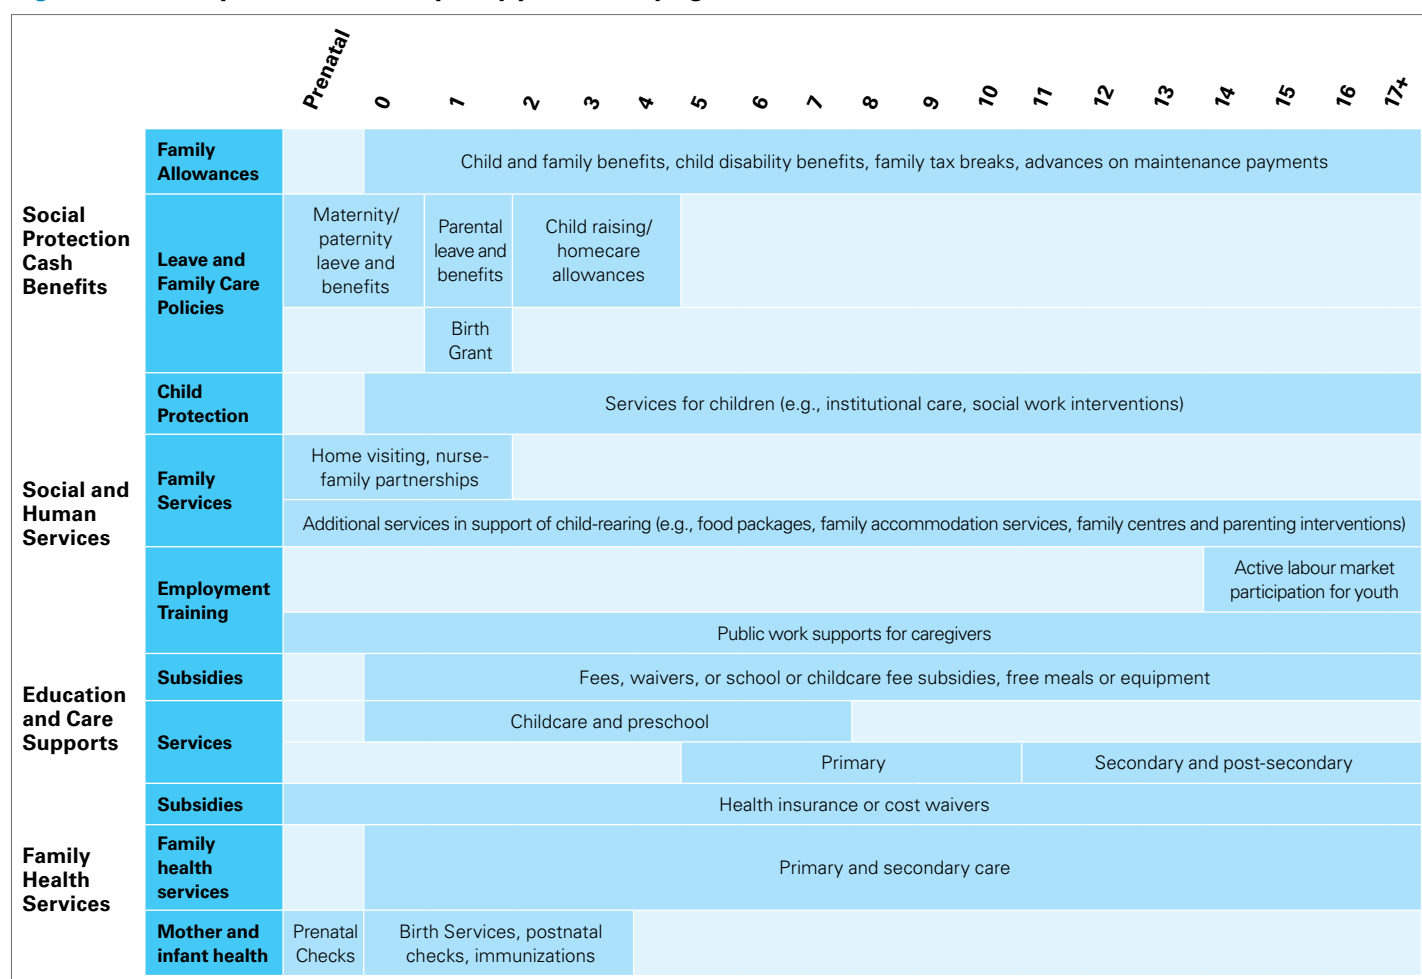 Prenatal
0
1
2
3
4
5
6
7
8
9
10
11
12
13
14
15
16
17+
Social
Protection
Cash
Benefits
Family
Allowances
Child and family benefits, child disability benefits, family tax breaks, advances on maintenance payments
Leave and
Family Care
Policies
Maternity/
paternity
laeve and
benefits
Parental
leave and
benefits
Child raising/
homecare
allowances
Birth
Grant
Social and
Human
Services
Child
Protection
Services for children (e.g., institutional care, social work interventions)
Family
Services
Home visiting, nurse-
family partnerships
Additional services in support of child-rearing (e.g., food packages, family accommodation services, family centres and parenting interventions)
Employment
Training
Active labour market
participation for youth
Public work supports for caregivers
Education
and Care
Supports
Subsidies
Fees, waivers, or school or childcare fee subsidies, free meals or equipment
Services
Childcare and preschool
Primary
Secondary and post-secondary
Family
Health
Services
Subsidies
Health insurance or cost waivers
Family
health
services
Primary and secondary care
Mother and
infant health
Prenatal
Checks
Birth Services, postnatal
checks, immunizations